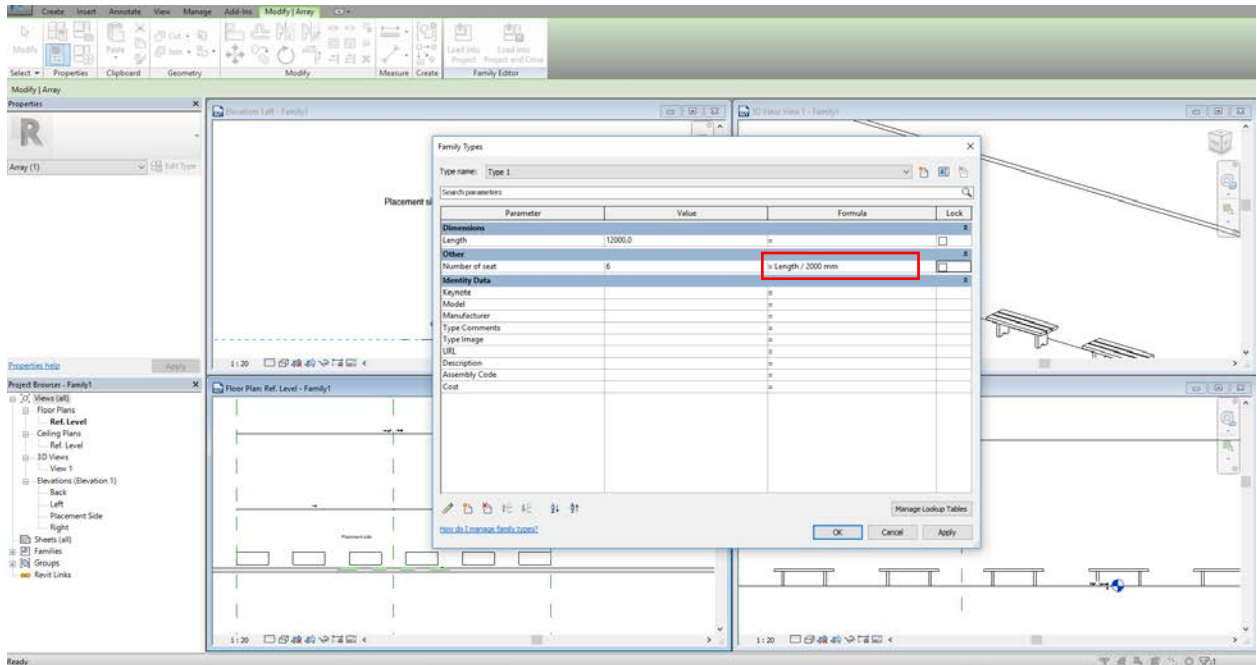 Create Insert Annotate View Manage Add-Ins Modify | Array
Modify
Paste
Cut
Join
Load into Project
Load into Project and Close
Select Properties Clipboard Geometry Modify Measure Create Family Editor
Modify | Array
Properties
R
Array (1)
Edit Type
Properties help
Apply
Project Browser - Family1
Views (all)
Floor Plans
Ref. Level
Ceiling Plans
Ref. Level
3D Views
View 1
Elevations (Elevation 1)
Back
Left
Placement Side
Right
Sheets (all)
Families
Groups
Revit Links
Elevation: Left - Family1
Placement si
1 : 20
3D View: View 1 - Family1
Floor Plan: Ref. Level - Family1
Placement side
1 : 20
1 : 20
Family Types
Type name: Type 1
Search parameters
Parameter Value Formula Lock
Dimensions
Length 12000.0 =
Other
Number of seat 6 = Length / 2000 mm
Identity Data
Keynote =
Model =
Manufacturer =
Type Comments =
Type Image =
URL =
Description =
Assembly Code =
Cost =
Manage Lookup Tables
How do I manage family types?
OK Cancel Apply
Ready